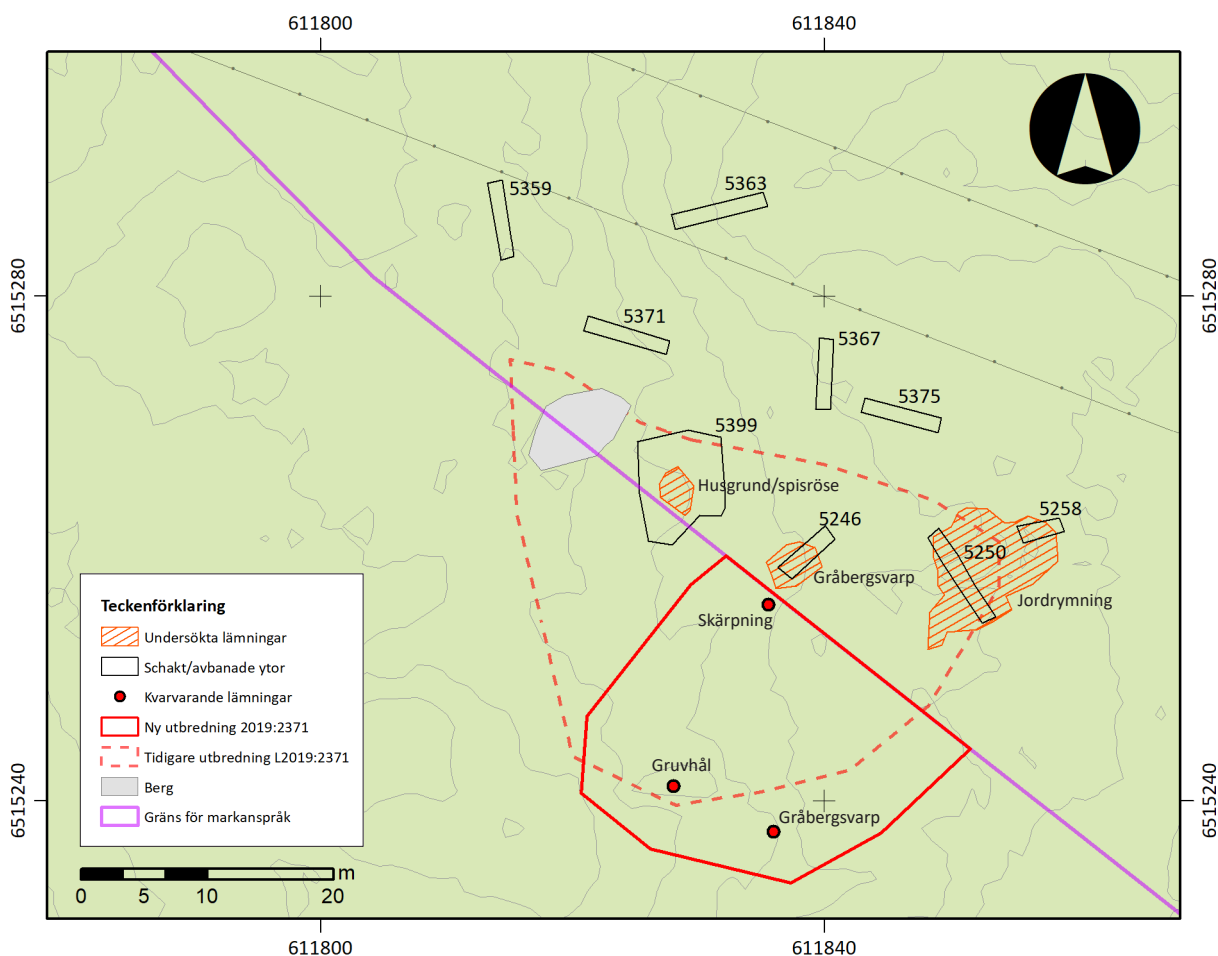 611800
611840
5359
5363
6515280
6515280
5371
5367
5375
5399
Husgrund/spisröse
5246
5258
5250
Gråbergsvarp
Jordrymning
Skärpning
Gruvhål
Gråbergsvarp
6515240
6515240
Teckenförklaring
Undersökta lämningar
Schakt/avbanade ytor
Kvarvarande lämningar
Ny utbredning 2019:2371
Tidigare utbredning L2019:2371
Berg
Gräns för markanspråk
m
0 5 10 20
611800
611840